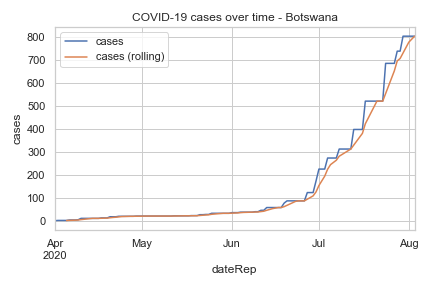 COVID-19 cases over time - Botswana
cases
cases (rolling)
800
700
600
500
400
300
200
100
0
cases
Apr
2020
May
Jun
Jul
Aug
dateRep